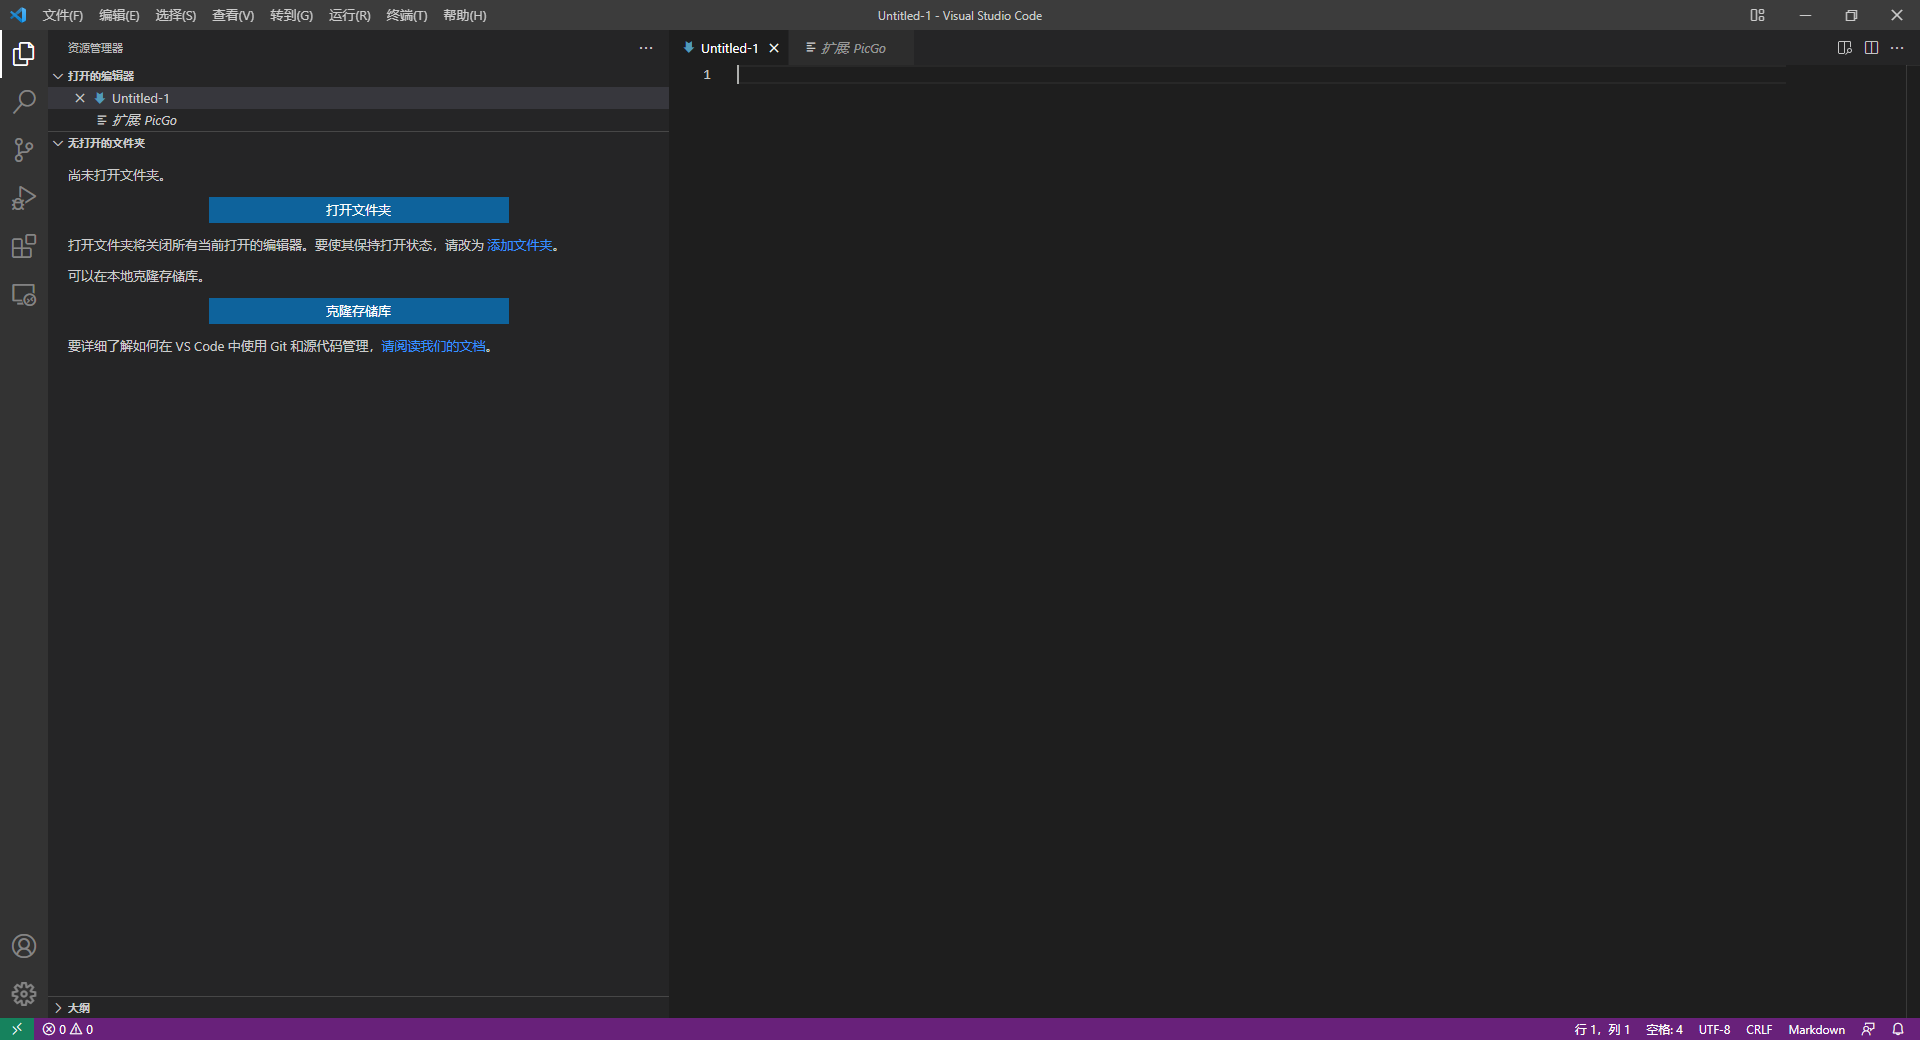 文件(F) 编辑(E) 选择(S) 查看(V) 转到(G) 运行(R) 终端(T) 帮助(H)
Untitled-1 - Visual Studio Code
资源管理器
打开的编辑器
Untitled-1
扩展: PicGo
无打开的文件夹
尚未打开文件夹。
打开文件夹
打开文件夹将关闭所有当前打开的编辑器。要使其保持打开状态，请改为 添加文件夹。
可以在本地克隆存储库。
克隆存储库
要详细了解如何在 VS Code 中使用 Git 和源代码管理，请阅读我们的文档。
大纲
Untitled-1
扩展: PicGo
1
0 0
行 1，列 1 空格: 4 UTF-8 CRLF Markdown